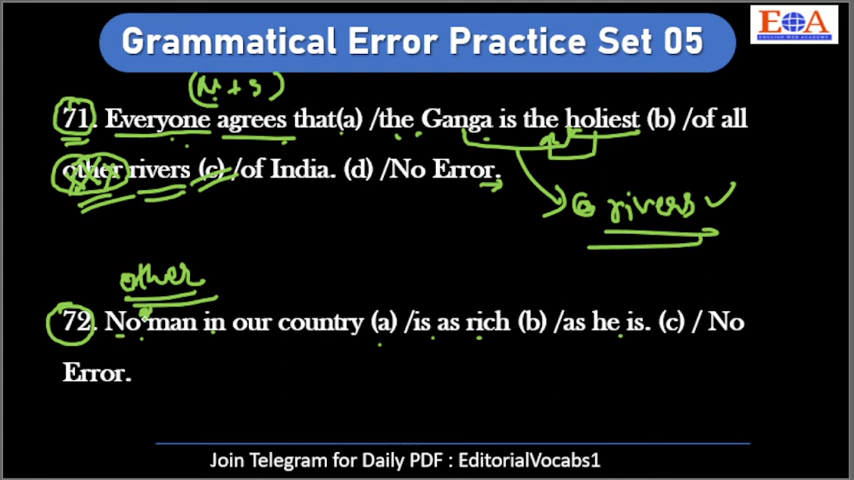 Grammatical Error Practice Set 05
EOA
(N + S)
71. Everyone agrees that(a) /the Ganga is the holiest (b) /of all
other rivers (c) /of India. (d) /No Error.
rivers
other
72. No man in our country (a) /is as rich (b) /as he is. (c) / No
Error.
Join Telegram for Daily PDF : EditorialVocabs1